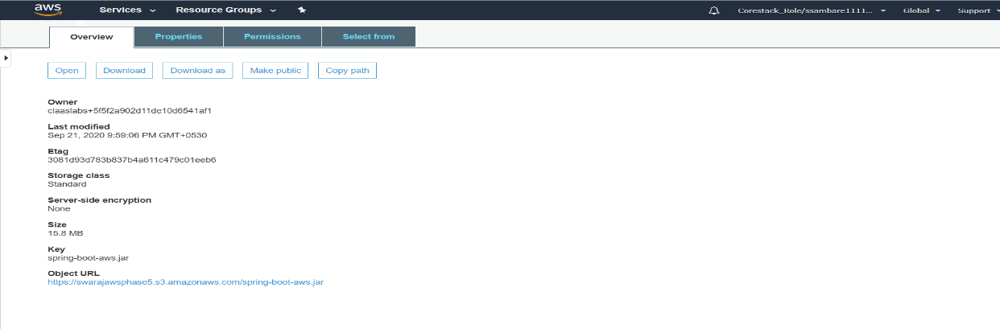 aws Services Resource Groups Corestack_Role/ssambare1111... Global Support
Overview Properties Permissions Select from
Open Download Download as Make public Copy path
Owner
claaslabs+5f5f2a902d11de10d6541af1
Last modified
Sep 21, 2020 9:59:06 PM GMT+0530
Etag
3081d93d783b837b4a611c479c01eeb6
Storage class
Standard
Server-side encryption
None
Size
15.8 MB
Key
spring-boot-aws.jar
Object URL
https://swarajawsphase5.s3.amazonaws.com/spring-boot-aws.jar